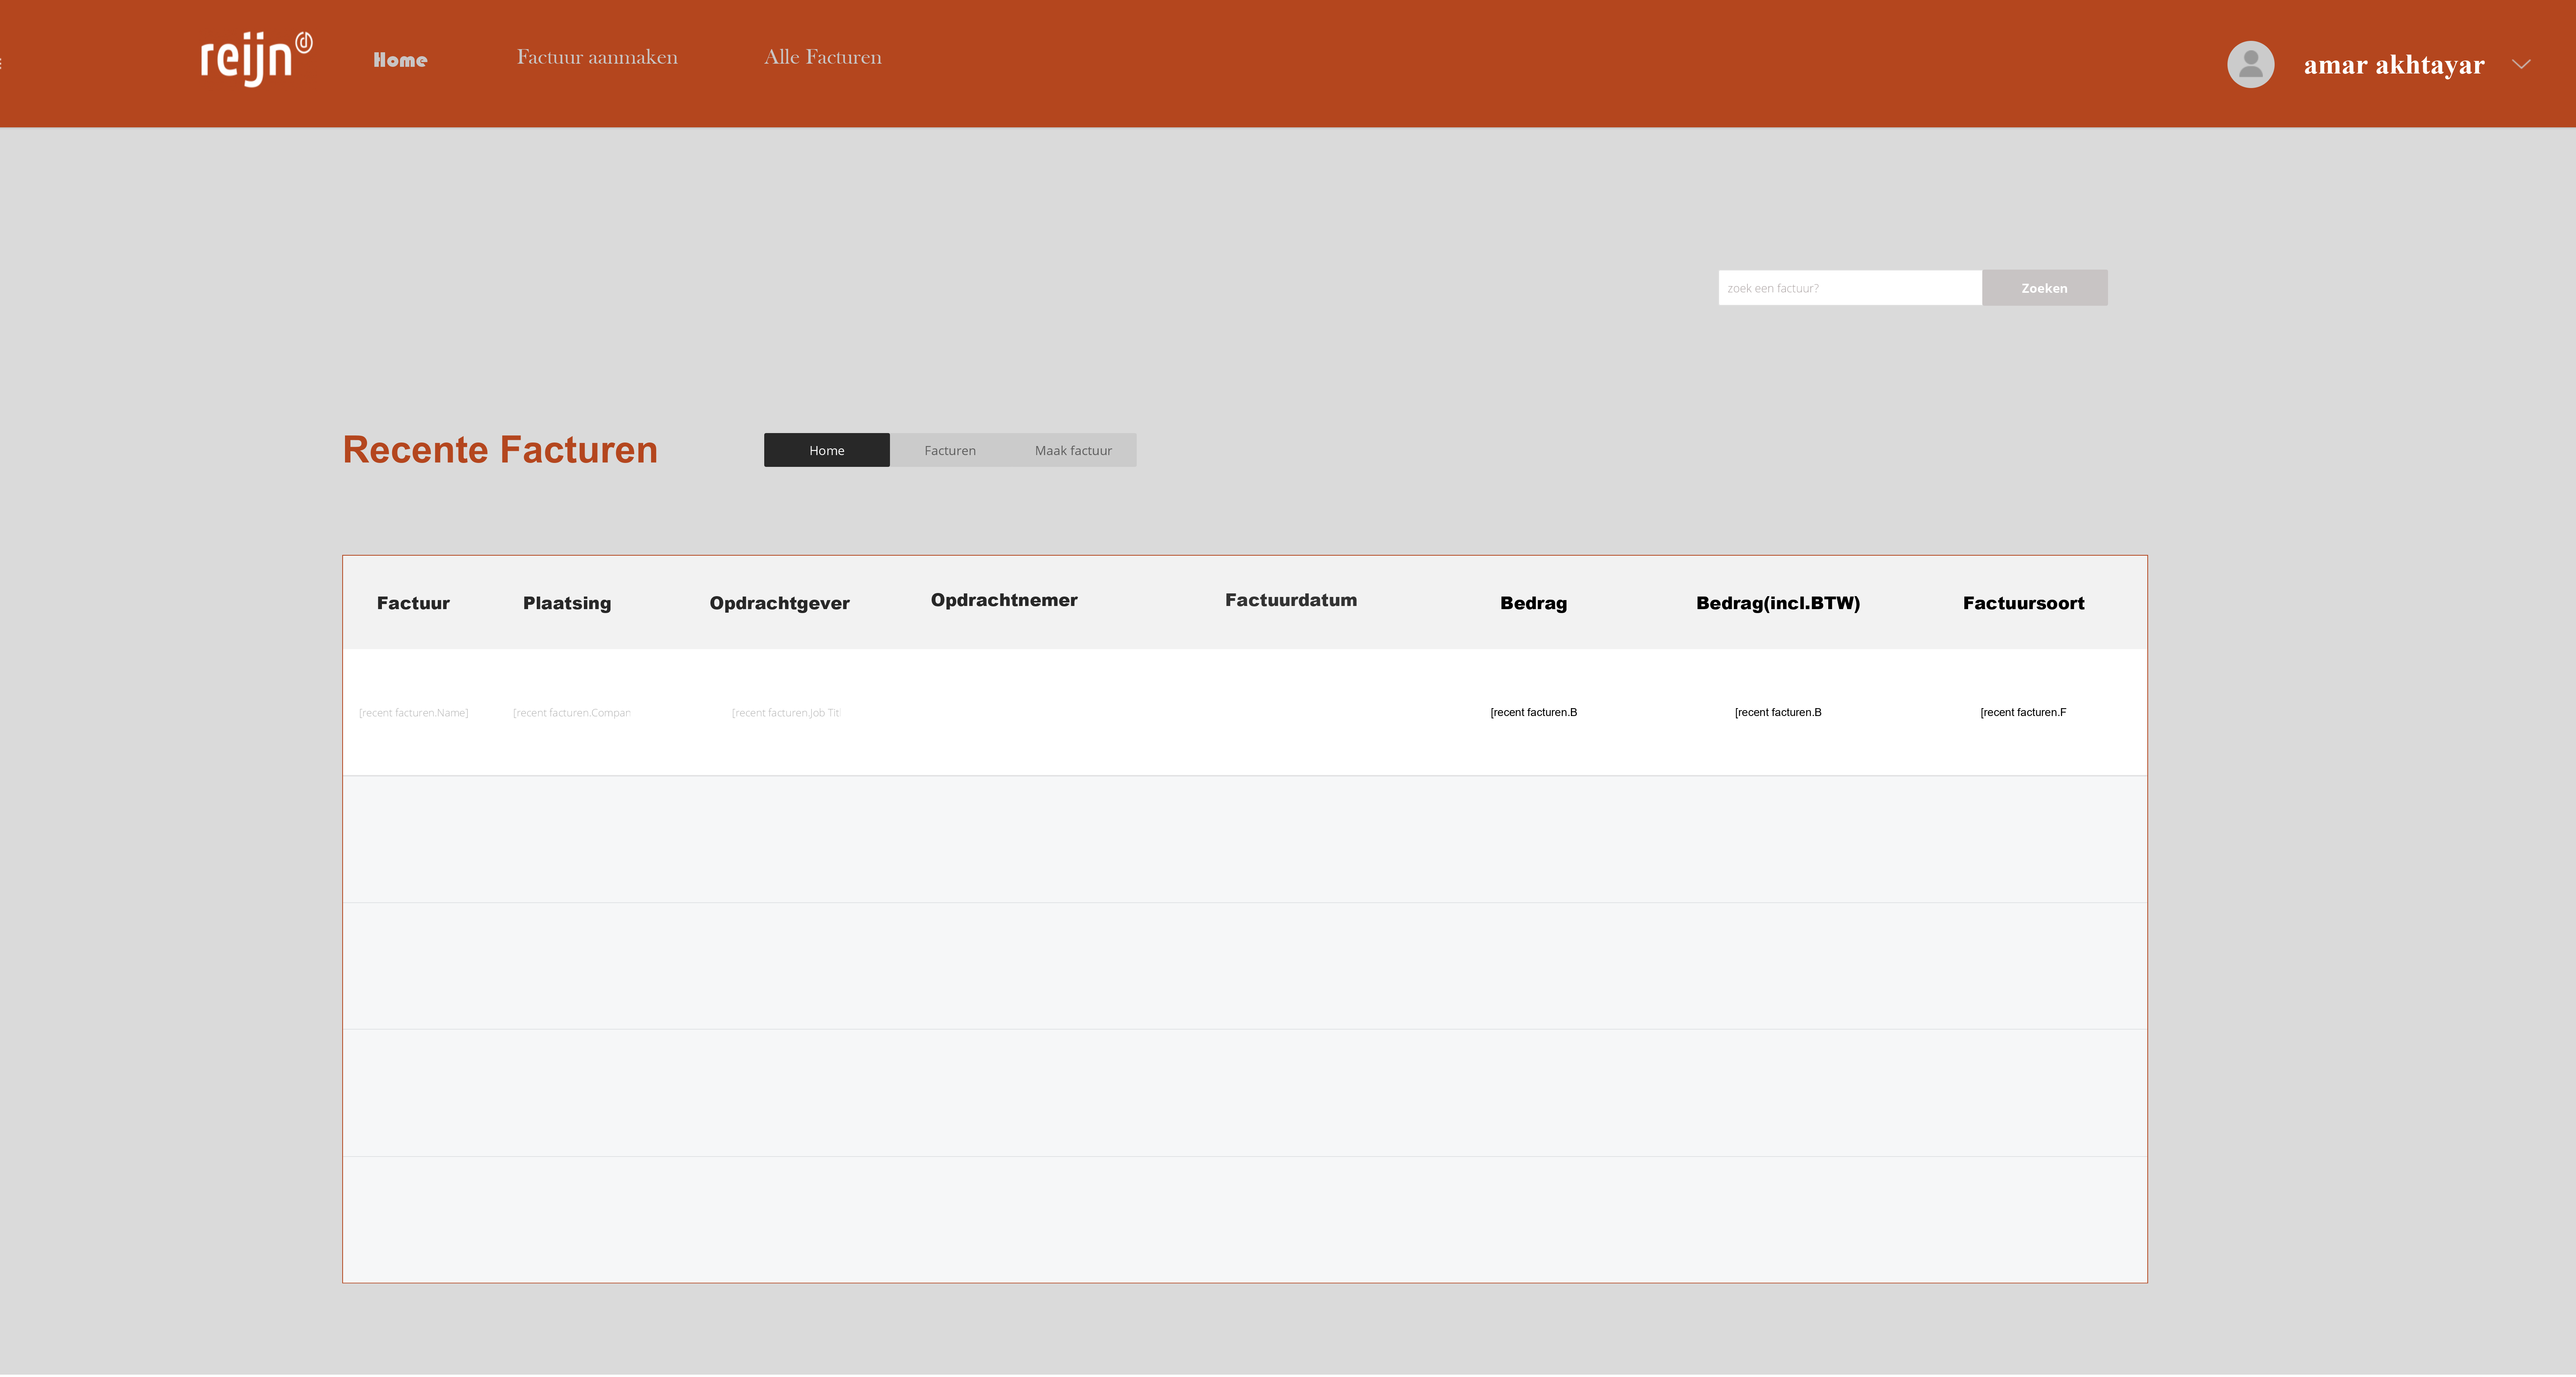 reijn
Home
Factuur aanmaken
Alle Facturen
amar akhtayar
zoek een factuur?
Zoeken
Recente Facturen
Home
Facturen
Maak factuur
Factuur
Plaatsing
Opdrachtgever
Opdrachtnemer
Factuurdatum
Bedrag
Bedrag(incl.BTW)
Factuursoort
[recent facturen.Name]
[recent facturen.Compan
[recent facturen.Job Titl
[recent facturen.B
[recent facturen.B
[recent facturen.F